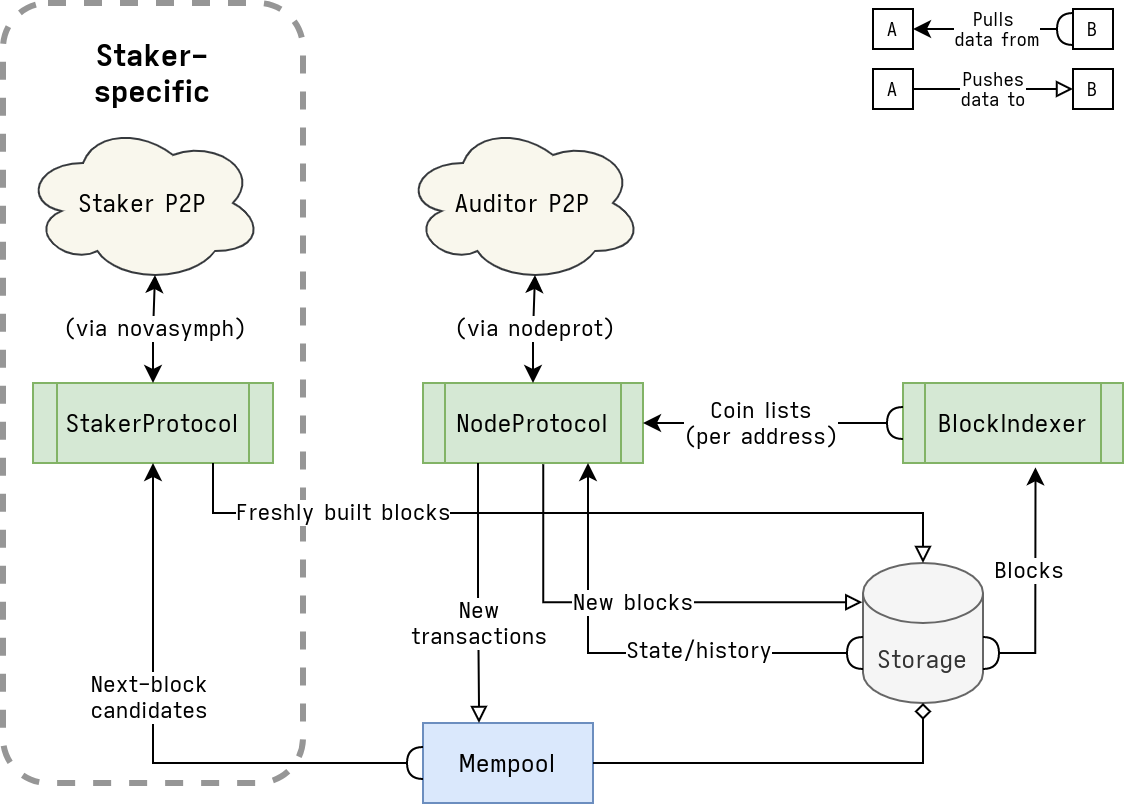 Staker-
specific
A
Pulls
data from
B
A
Pushes
data to
B
Staker P2P
Auditor P2P
(via novasymph)
(via nodeprot)
StakerProtocol
NodeProtocol
Coin lists
(per address)
BlockIndexer
Freshly built blocks
Blocks
New
transactions
New blocks
State/history
Storage
Next-block
candidates
Mempool